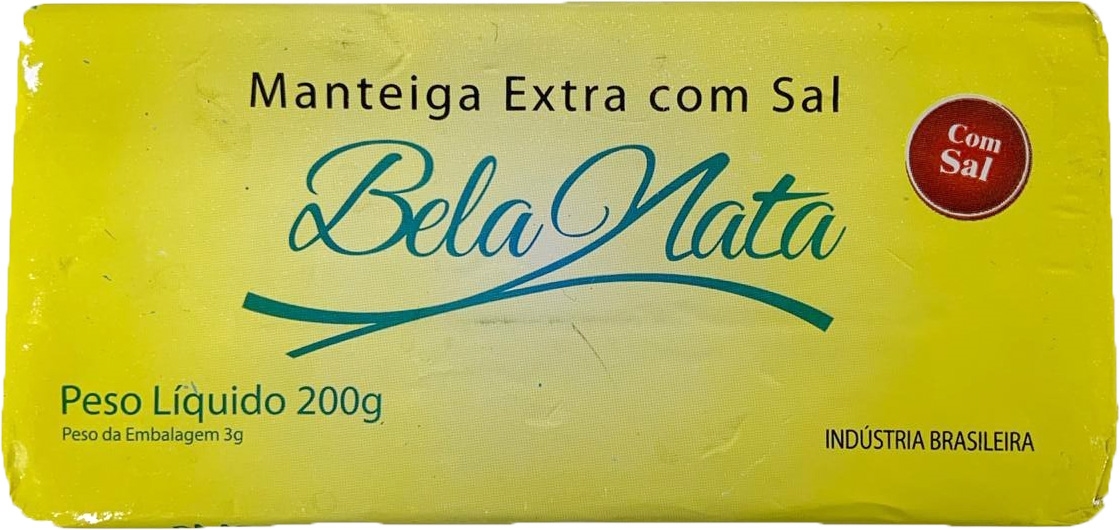 Manteiga Extra com Sal
Bela Nata
Com
Sal
Peso Líquido 200g
Peso da Embalagem 3g
INDÚSTRIA BRASILEIRA